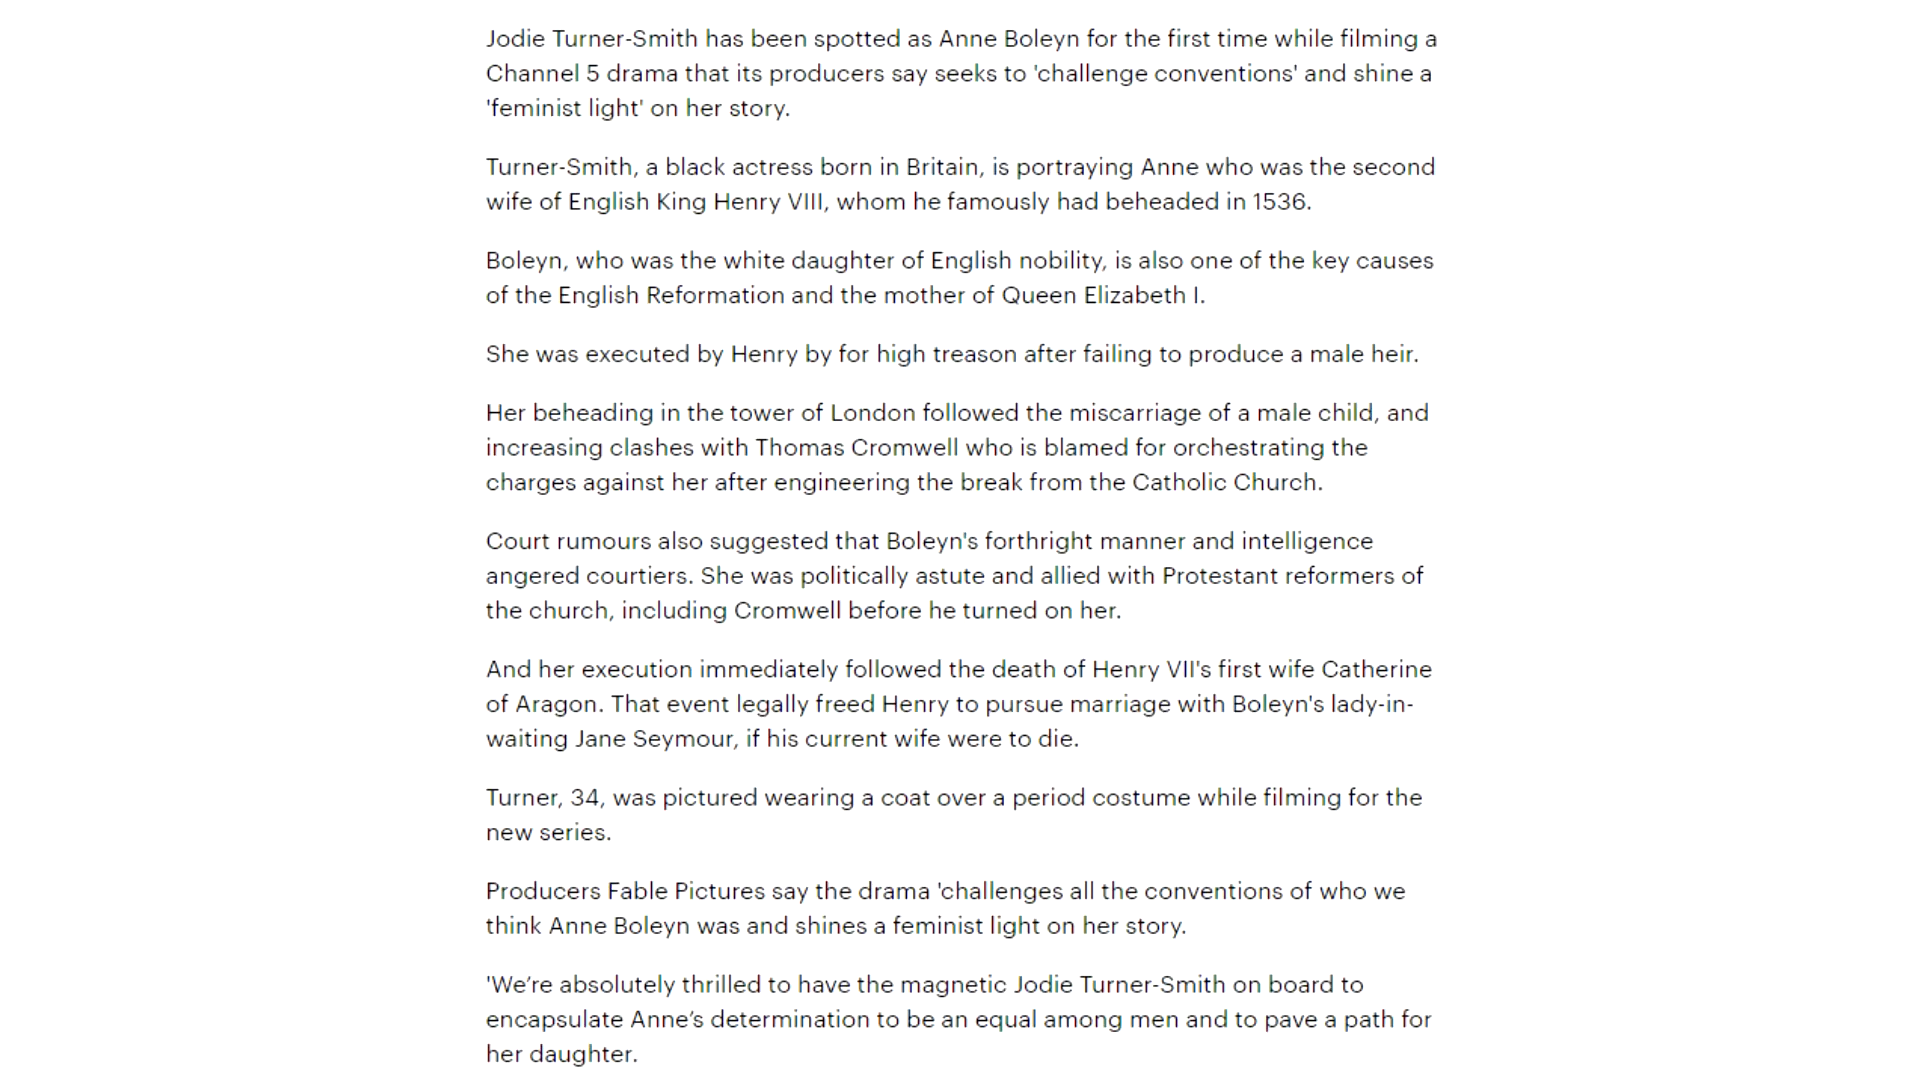 Jodie Turner-Smith has been spotted as Anne Boleyn for the first time while filming a
Channel 5 drama that its producers say seeks to 'challenge conventions' and shine a
'feminist light' on her story.
Turner-Smith, a black actress born in Britain, is portraying Anne who was the second
wife of English King Henry VIII, whom he famously had beheaded in 1536.
Boleyn, who was the white daughter of English nobility, is also one of the key causes
of the English Reformation and the mother of Queen Elizabeth I.
She was executed by Henry by for high treason after failing to produce a male heir.
Her beheading in the tower of London followed the miscarriage of a male child, and
increasing clashes with Thomas Cromwell who is blamed for orchestrating the
charges against her after engineering the break from the Catholic Church.
Court rumours also suggested that Boleyn's forthright manner and intelligence
angered courtiers. She was politically astute and allied with Protestant reformers of
the church, including Cromwell before he turned on her.
And her execution immediately followed the death of Henry VII's first wife Catherine
of Aragon. That event legally freed Henry to pursue marriage with Boleyn's lady-in-
waiting Jane Seymour, if his current wife were to die.
Turner, 34, was pictured wearing a coat over a period costume while filming for the
new series.
Producers Fable Pictures say the drama 'challenges all the conventions of who we
think Anne Boleyn was and shines a feminist light on her story.
'We’re absolutely thrilled to have the magnetic Jodie Turner-Smith on board to
encapsulate Anne’s determination to be an equal among men and to pave a path for
her daughter.